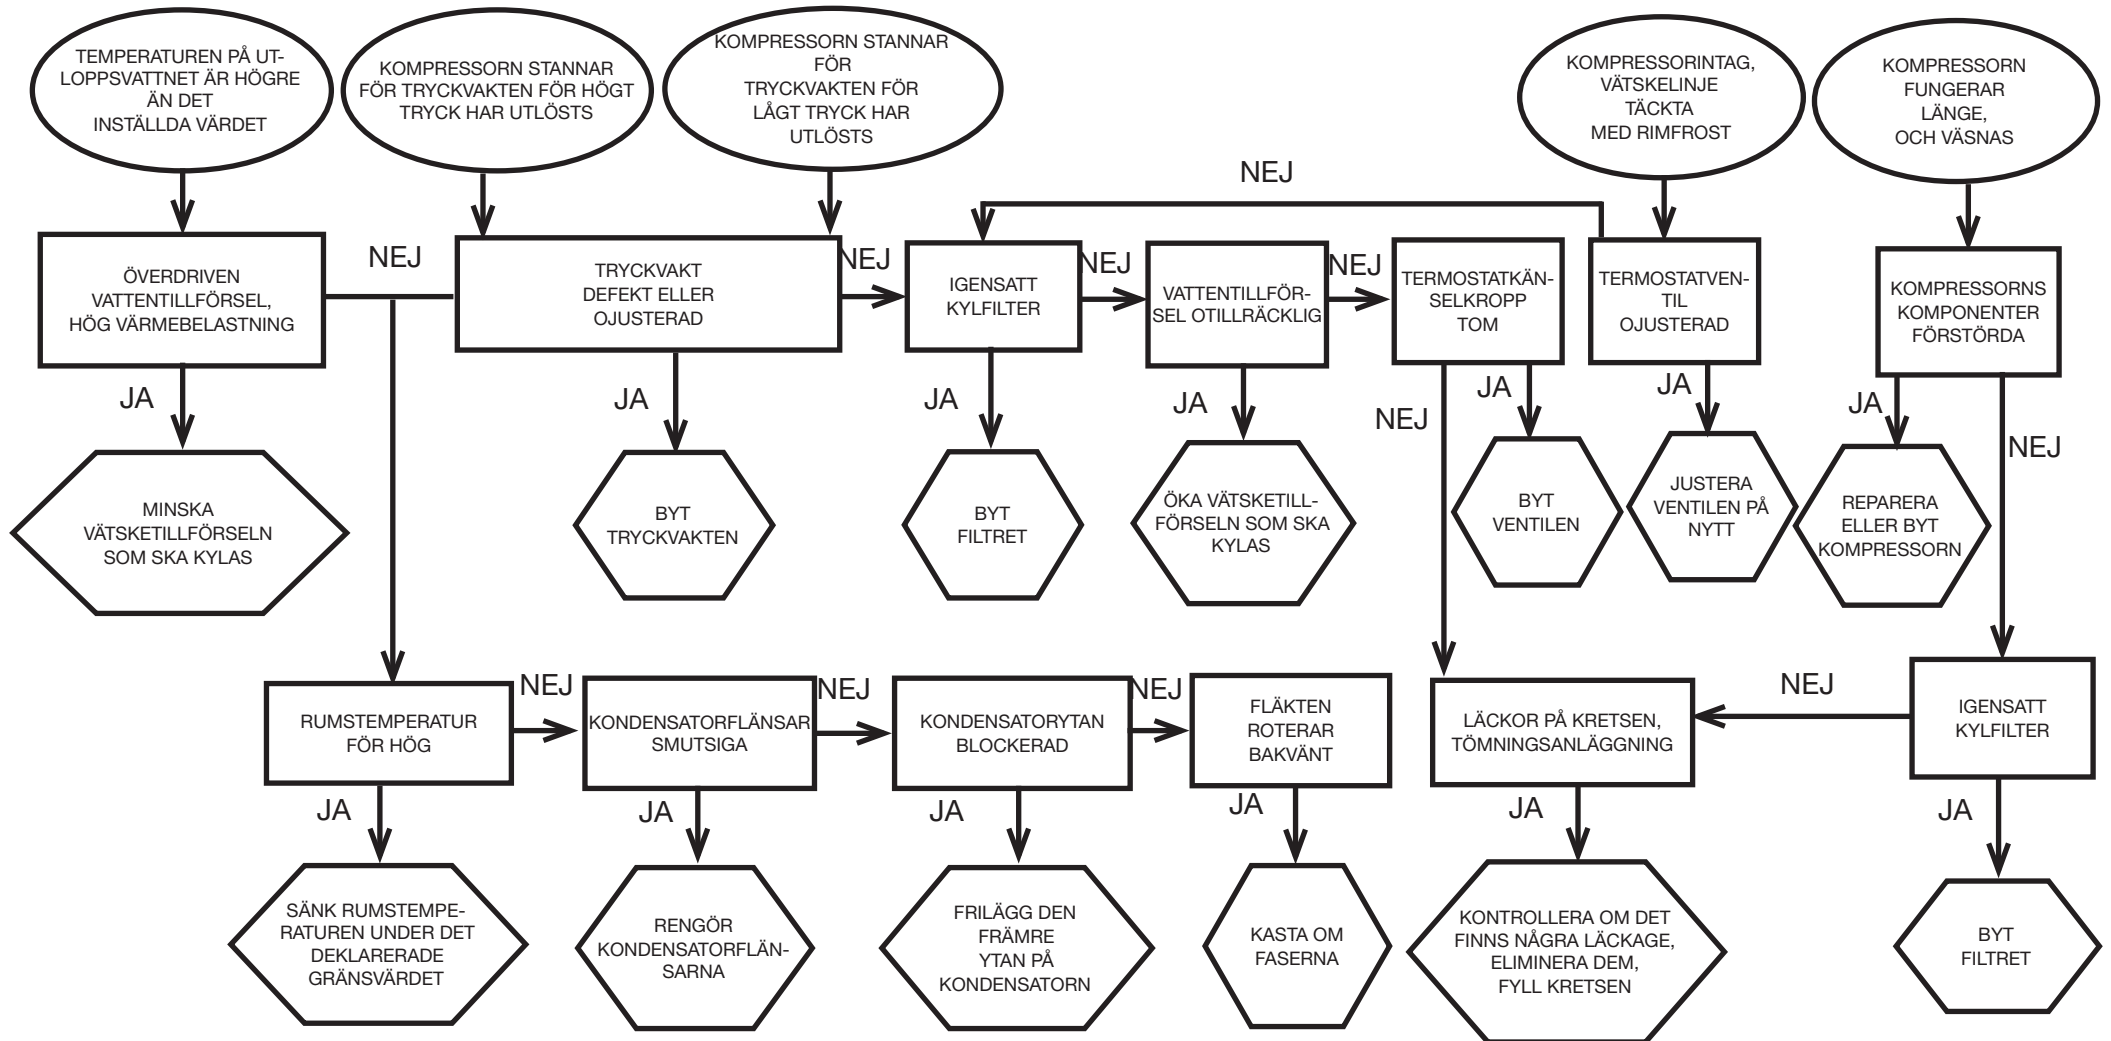 TEMPERATUREN PÅ UT-
LOPPSVATTNET ÄR HÖGRE
ÄN DET
INSTÄLLDA VÄRDET
KOMPRESSORN STANNAR
FÖR TRYCKVAKTEN FÖR HÖGT
TRYCK HAR UTLÖSTS
KOMPRESSORN STANNAR
FÖR
TRYCKVAKTEN FÖR
LÅGT TRYCK HAR
UTLÖSTS
KOMPRESSORINTAG,
VÄTSKELINJE
TÄCKTA
MED RIMFROST
KOMPRESSORN
FUNGERAR
LÄNGE,
OCH VÄSNAS
NEJ
ÖVERDRIVEN
VATTENTILLFÖRSEL,
HÖG VÄRMEBELASTNING
NEJ
TRYCKVAKT
DEFEKT ELLER
OJUSTERAD
NEJ
IGENSATT
KYLFILTER
NEJ
VATTENTILLFÖR-
SEL OTILLRÄCKLIG
NEJ
TERMOSTATKÄN-
SELKROPP
TOM
TERMOSTATVEN-
TIL
OJUSTERAD
KOMPRESSORNS
KOMPONENTER
FÖRSTÖRDA
JA
JA
JA
JA
NEJ
JA
JA
JA
NEJ
MINSKA
VÄTSKETILLFÖRSELN
SOM SKA KYLAS
BYT
TRYCKVAKTEN
BYT
FILTRET
ÖKA VÄTSKETILL-
FÖRSELN SOM SKA
KYLAS
BYT
VENTILEN
JUSTERA
VENTILEN PÅ
NYTT
REPARERA
ELLER BYT
KOMPRESSORN
RUMSTEMPERATUR
FÖR HÖG
NEJ
KONDENSATORFLÄNSAR
SMUTSIGA
NEJ
KONDENSATORYTAN
BLOCKERAD
NEJ
FLÄKTEN
ROTERAR
BAKVÄNT
LÄCKOR PÅ KRETSEN,
TÖMNINGSANLÄGGNING
NEJ
IGENSATT
KYLFILTER
JA
JA
JA
JA
JA
JA
SÄNK RUMSTEMPE-
RATUREN UNDER DET
DEKLARERADE
GRÄNSVÄRDET
RENGÖR
KONDENSATORFLÄN-
SARNA
FRILÄGG DEN
FRÄMRE
YTAN PÅ
KONDENSATORN
KASTA OM
FASERNA
KONTROLLERA OM DET
FINNS NÅGRA LÄCKAGE,
ELIMINERA DEM,
FYLL KRETSEN
BYT
FILTRET